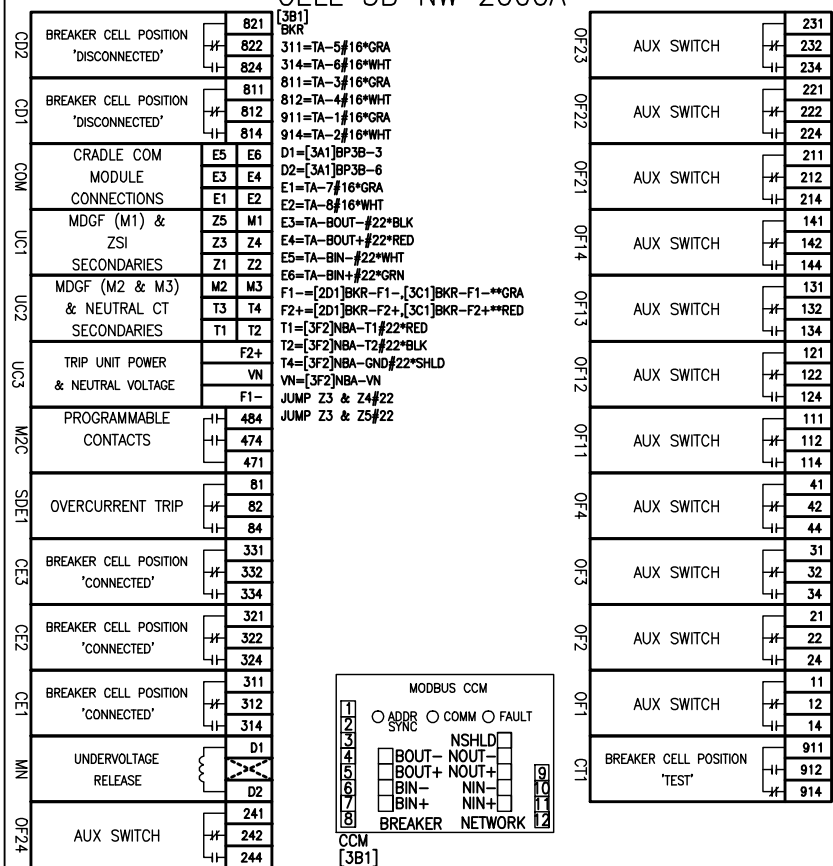 CELL 3B NW 2000A
CD2
BREAKER CELL POSITION
'DISCONNECTED'
821
822
824
CD1
BREAKER CELL POSITION
'DISCONNECTED'
811
812
814
COM
CRADLE COM
MODULE
CONNECTIONS
E5 E6
E3 E4
E1 E2
UC1
MDGF (M1) &
ZSI
SECONDARIES
Z5 M1
Z3 Z4
Z1 Z2
UC2
MDGF (M2 & M3)
& NEUTRAL CT
SECONDARIES
M2 M3
T3 T4
T1 T2
UC3
TRIP UNIT POWER
& NEUTRAL VOLTAGE
F2+
VN
F1-
M2C
PROGRAMMABLE
CONTACTS
484
474
471
SDE1
OVERCURRENT TRIP
81
82
84
CE3
BREAKER CELL POSITION
'CONNECTED'
331
332
334
CE2
BREAKER CELL POSITION
'CONNECTED'
321
322
324
CE1
BREAKER CELL POSITION
'CONNECTED'
311
312
314
MN
UNDERVOLTAGE
RELEASE
D1
D2
OF24
AUX SWITCH
241
242
244
[3B1]
BKR
311=TA-5#16*GRA
314=TA-6#16*WHT
811=TA-3#16*GRA
812=TA-4#16*WHT
911=TA-1#16*GRA
914=TA-2#16*WHT
D1=[3A1]BP3B-3
D2=[3A1]BP3B-6
E1=TA-7#16*GRA
E2=TA-8#16*WHT
E3=TA-BOUT-#22*BLK
E4=TA-BOUT+#22*RED
E5=TA-BIN-#22*WHT
E6=TA-BIN+#22*GRN
F1-=[2D1]BKR-F1-,[3C1]BKR-F1-**GRA
F2+=[2D1]BKR-F2+,[3C1]BKR-F2+**RED
T1=[3F2]NBA-T1#22*RED
T2=[3F2]NBA-T2#22*BLK
T4=[3F2]NBA-GND#22*SHLD
VN=[3F2]NBA-VN
JUMP Z3 & Z4#22
JUMP Z3 & Z5#22
MODBUS CCM
ADDR SYNC COMM FAULT
1
2
3
4
5
6
7
8
NSHLD
BOUT- NOUT-
BOUT+ NOUT+
BIN- NIN-
BIN+ NIN+
BREAKER NETWORK
9
10
11
12
CCM
[3B1]
OF23
AUX SWITCH
231
232
234
OF22
AUX SWITCH
221
222
224
OF21
AUX SWITCH
211
212
214
OF14
AUX SWITCH
141
142
144
OF13
AUX SWITCH
131
132
134
OF12
AUX SWITCH
121
122
124
OF11
AUX SWITCH
111
112
114
OF4
AUX SWITCH
41
42
44
OF3
AUX SWITCH
31
32
34
OF2
AUX SWITCH
21
22
24
OF1
AUX SWITCH
11
12
14
CT1
BREAKER CELL POSITION
'TEST'
911
912
914